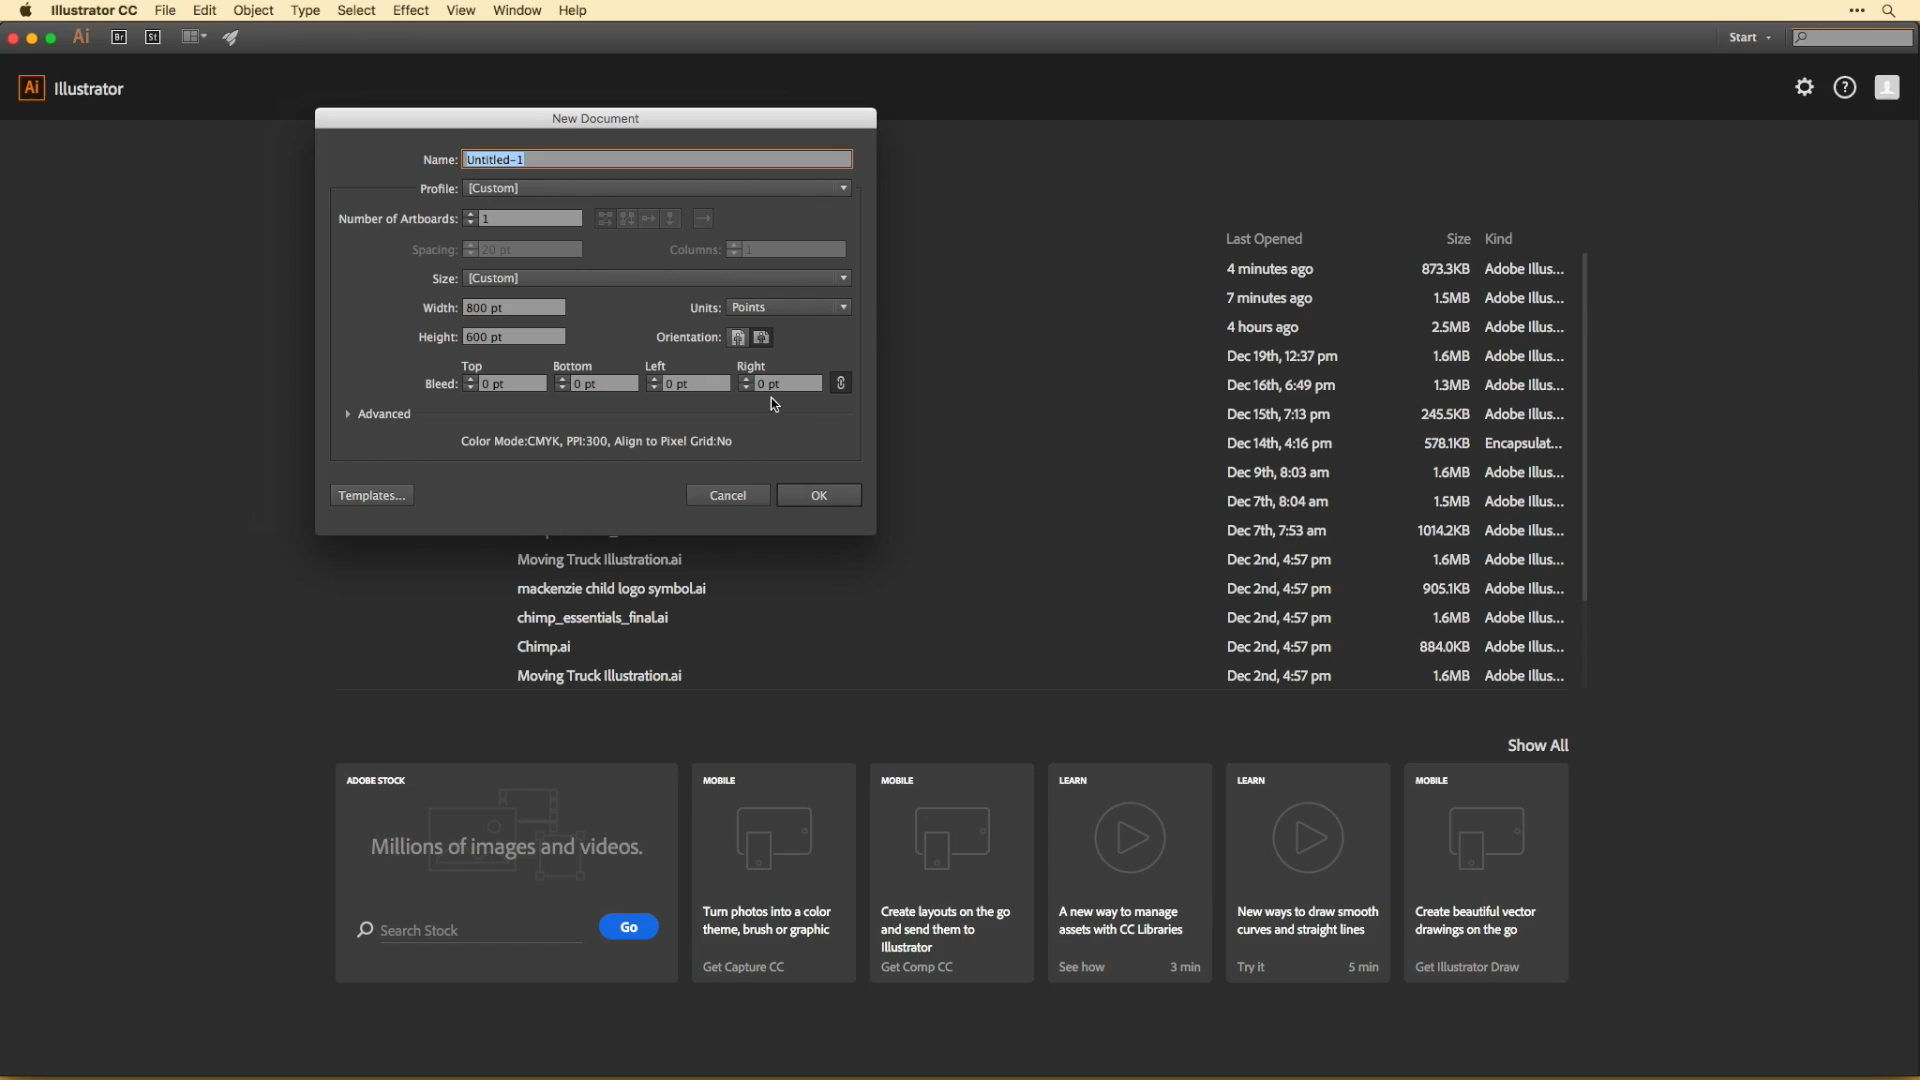 Illustrator CC File Edit Object Type Select Effect View Window Help
Ai Br St Start
Ai Illustrator
New Document
Name: Untitled-1
Profile: [Custom]
Number of Artboards: 1
Spacing: 20 pt Columns: 1
Size: [Custom]
Width: 800 pt Units: Points
Height: 600 pt Orientation:
Top Bottom Left Right
Bleed: 0 pt 0 pt 0 pt 0 pt
Advanced
Color Mode:CMYK, PPI:300, Align to Pixel Grid:No
Templates... Cancel OK
Last Opened Size Kind
4 minutes ago 873.3KB Adobe Illus...
7 minutes ago 1.5MB Adobe Illus...
4 hours ago 2.5MB Adobe Illus...
Dec 19th, 12:37 pm 1.6MB Adobe Illus...
Dec 16th, 6:49 pm 1.3MB Adobe Illus...
Dec 15th, 7:13 pm 245.5KB Adobe Illus...
Dec 14th, 4:16 pm 578.1KB Encapsulat...
Dec 9th, 8:03 am 1.6MB Adobe Illus...
Dec 7th, 8:04 am 1.5MB Adobe Illus...
Dec 7th, 7:53 am 1014.2KB Adobe Illus...
Moving Truck Illustration.ai Dec 2nd, 4:57 pm 1.6MB Adobe Illus...
mackenzie child logo symbol.ai Dec 2nd, 4:57 pm 905.1KB Adobe Illus...
chimp_essentials_final.ai Dec 2nd, 4:57 pm 1.6MB Adobe Illus...
Chimp.ai Dec 2nd, 4:57 pm 884.0KB Adobe Illus...
Moving Truck Illustration.ai Dec 2nd, 4:57 pm 1.6MB Adobe Illus...
Show All
ADOBE STOCK
Millions of images and videos.
Search Stock Go
MOBILE
Turn photos into a color
theme, brush or graphic
Get Capture CC
MOBILE
Create layouts on the go
and send them to
Illustrator
Get Comp CC
LEARN
A new way to manage
assets with CC Libraries
See how 3 min
LEARN
New ways to draw smooth
curves and straight lines
Try it 5 min
MOBILE
Create beautiful vector
drawings on the go
Get Illustrator Draw